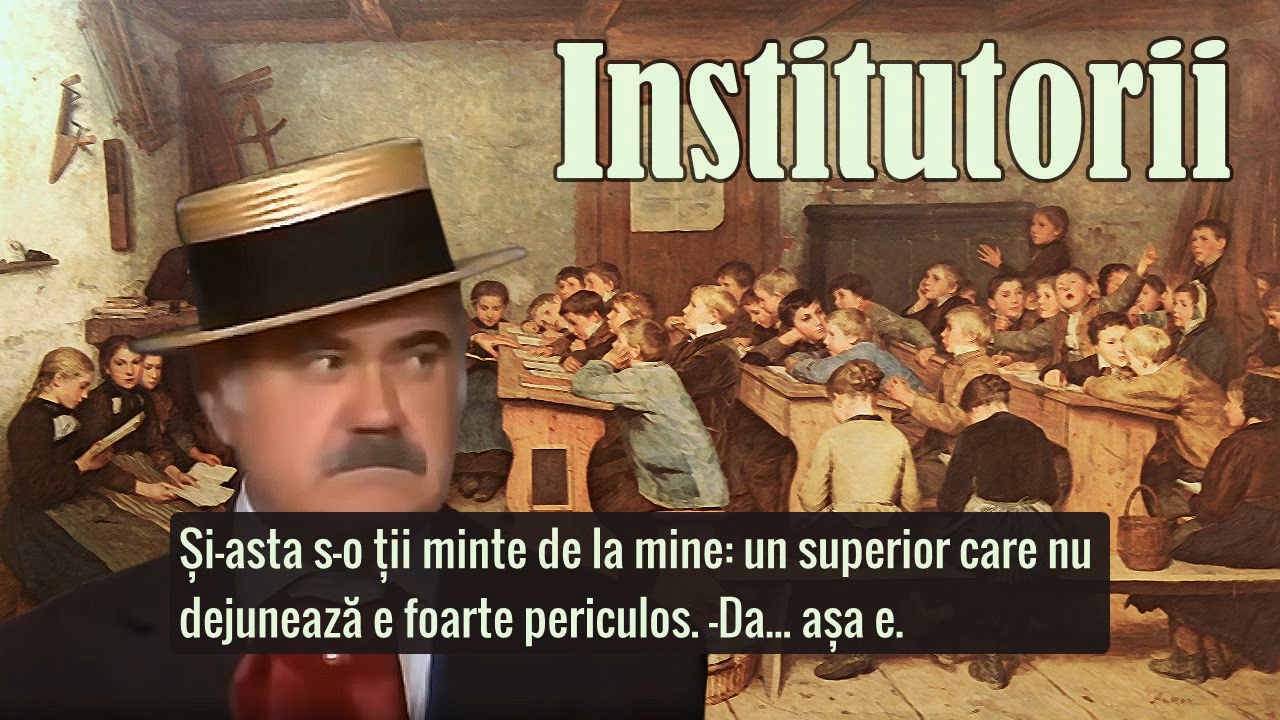 Institutorii
Și-asta s-o ții minte de la mine: un superior care nu
dejunează e foarte periculos. -Da... așa e.